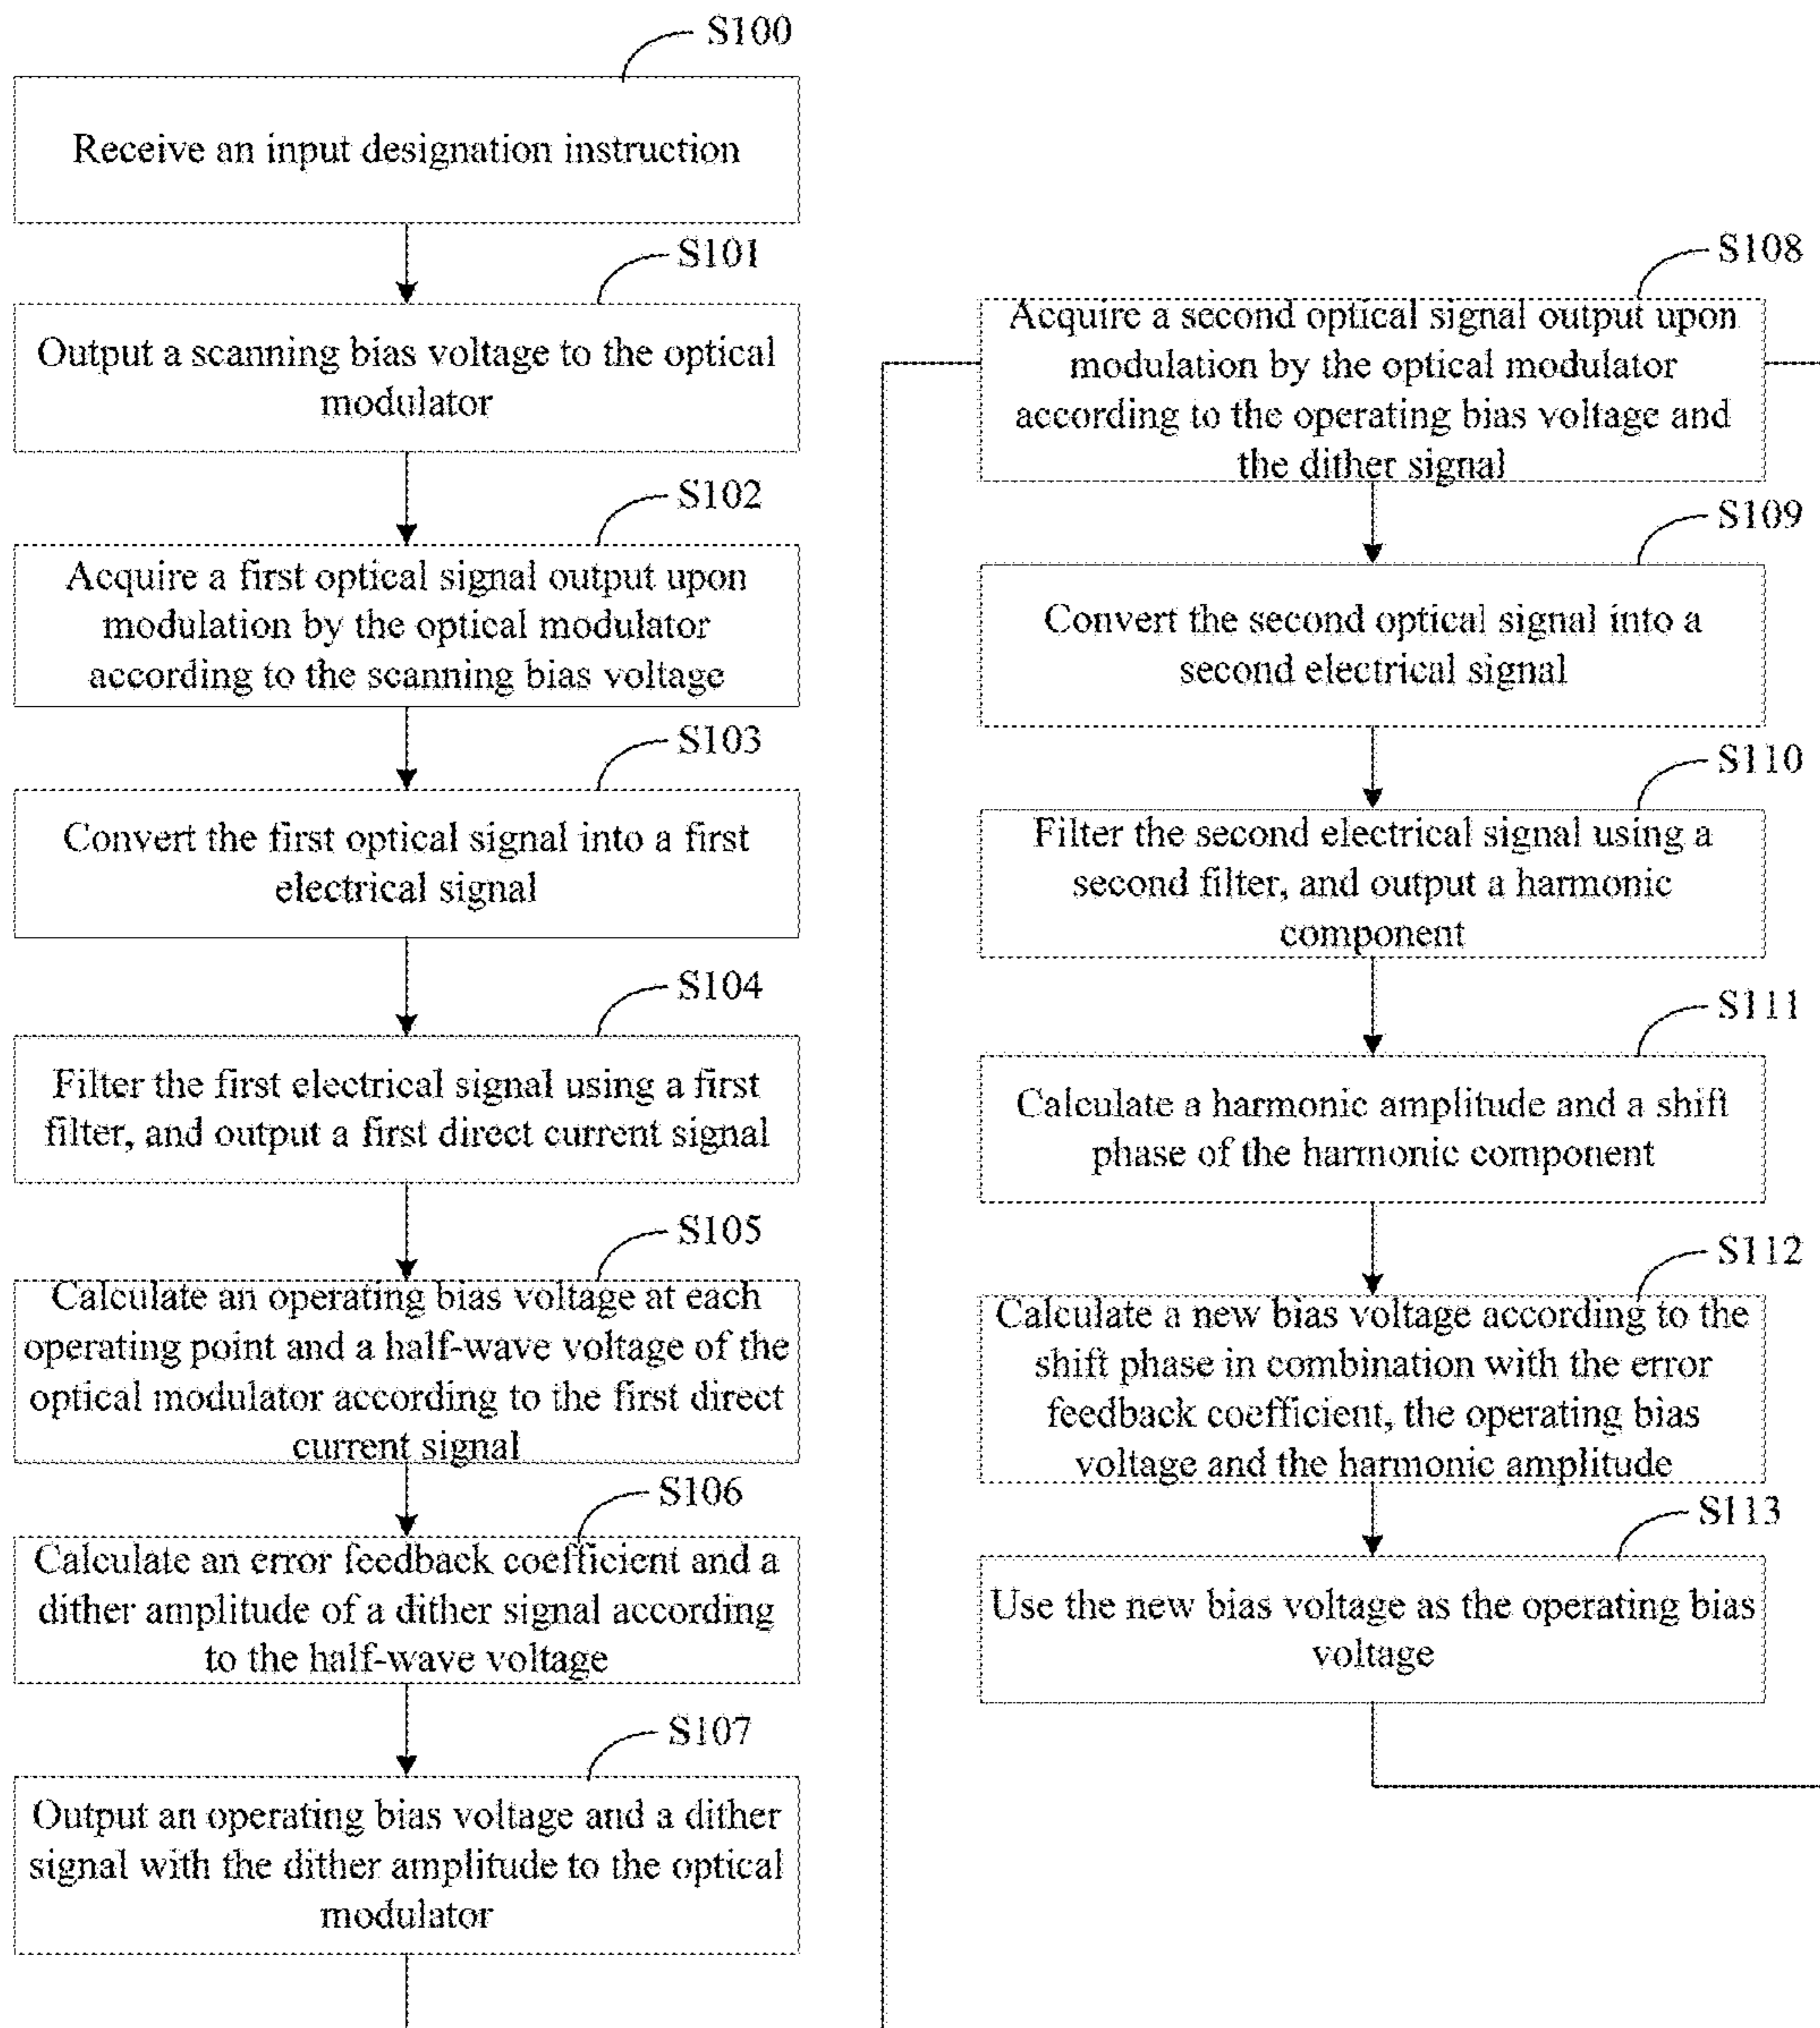 S100
Receive an input designation instruction
S101
Output a scanning bias voltage to the optical
modulator
S102
Acquire a first optical signal output upon
modulation by the optical modulator
according to the scanning bias voltage
S103
Convert the first optical signal into a first
electrical signal
S104
Filter the first electrical signal using a first
filter, and output a first direct current signal
S105
Calculate an operating bias voltage at each
operating point and a half-wave voltage of the
optical modulator according to the first direct
current signal
S106
Calculate an error feedback coefficient and a
dither amplitude of a dither signal according
to the half-wave voltage
S107
Output an operating bias voltage and a dither
signal with the dither amplitude to the optical
modulator
S108
Acquire a second optical signal output upon
modulation by the optical modulator
according to the operating bias voltage and
the dither signal
S109
Convert the second optical signal into a
second electrical signal
S110
Filter the second electrical signal using a
second filter, and output a harmonic
component
S111
Calculate a harmonic amplitude and a shift
phase of the harmonic component
S112
Calculate a new bias voltage according to the
shift phase in combination with the error
feedback coefficient, the operating bias
voltage and the harmonic amplitude
S113
Use the new bias voltage as the operating bias
voltage